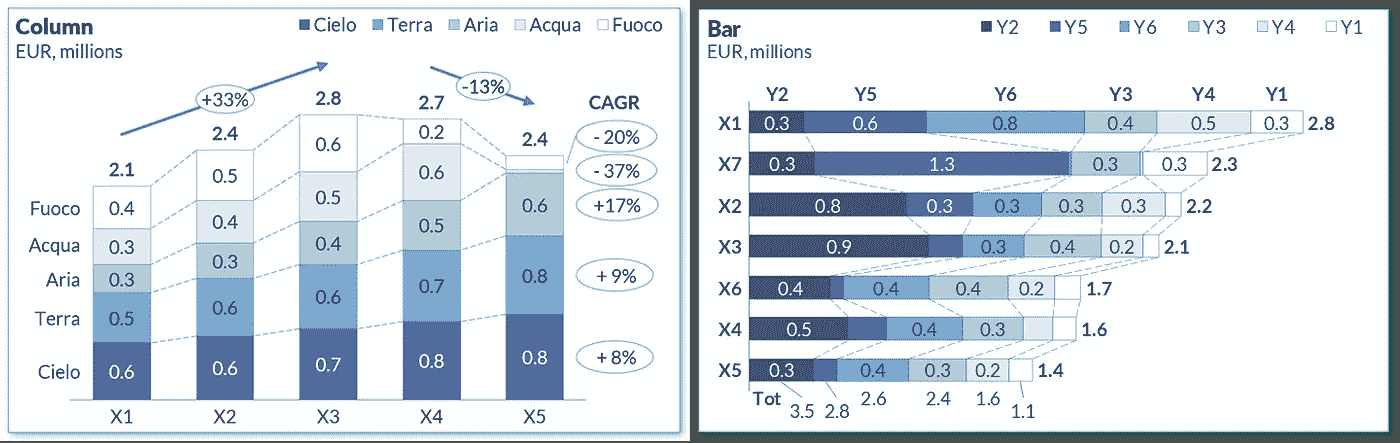 Column
Cielo Terra Aria Acqua Fuoco
EUR, millions
+33%
-13%
2.1
2.4
2.8
2.7
2.4
CAGR
Fuoco 0.4 0.5 0.6 0.2 - 20%
Acqua 0.3 0.4 0.5 0.6 - 37%
Aria 0.3 0.3 0.4 0.5 0.6 +17%
Terra 0.5 0.6 0.6 0.7 0.8 + 9%
Cielo 0.6 0.6 0.7 0.8 0.8 + 8%
X1 X2 X3 X4 X5
Bar
Y2 Y5 Y6 Y3 Y4 Y1
EUR, millions
Y2 Y5 Y6 Y3 Y4 Y1
X1 0.3 0.6 0.8 0.4 0.5 0.3 2.8
X7 0.3 1.3 0.3 0.3 2.3
X2 0.8 0.3 0.3 0.3 0.3 2.2
X3 0.9 0.3 0.4 0.2 2.1
X6 0.4 0.4 0.4 0.2 1.7
X4 0.5 0.4 0.3 1.6
X5 0.3 0.4 0.3 0.2 1.4
Tot 3.5 2.8 2.6 2.4 1.6 1.1